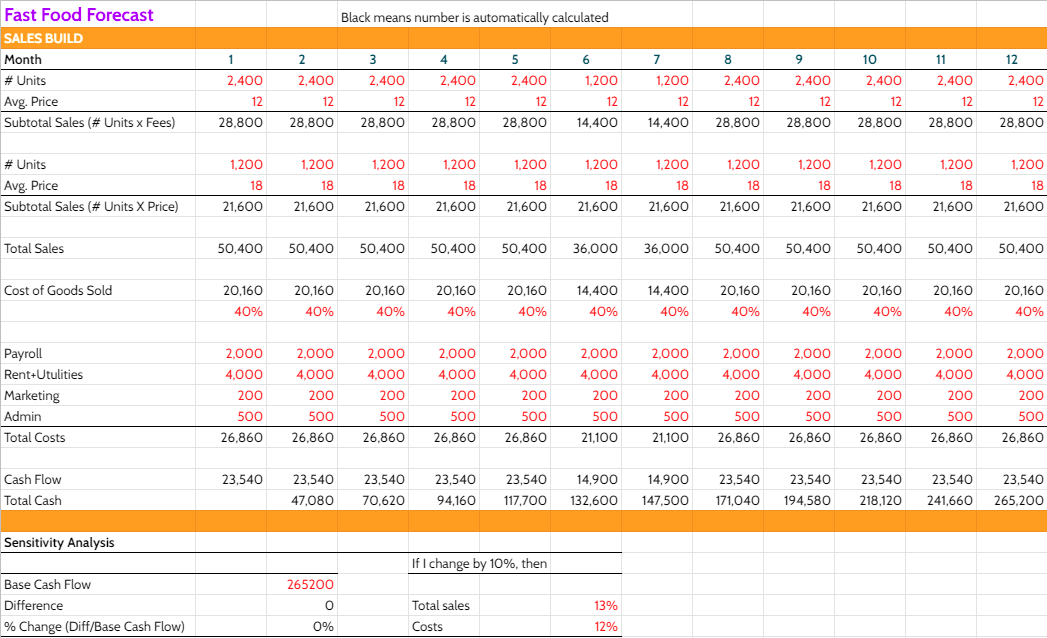 Fast Food Forecast Black means number is automatically calculated
SALES BUILD
Month 1 2 3 4 5 6 7 8 9 10 11 12
# Units 2,400 2,400 2,400 2,400 2,400 1,200 1,200 2,400 2,400 2,400 2,400 2,400
Avg. Price 12 12 12 12 12 12 12 12 12 12 12 12
Subtotal Sales (# Units x Fees) 28,800 28,800 28,800 28,800 28,800 14,400 14,400 28,800 28,800 28,800 28,800 28,800
# Units 1,200 1,200 1,200 1,200 1,200 1,200 1,200 1,200 1,200 1,200 1,200 1,200
Avg. Price 18 18 18 18 18 18 18 18 18 18 18 18
Subtotal Sales (# Units X Price) 21,600 21,600 21,600 21,600 21,600 21,600 21,600 21,600 21,600 21,600 21,600 21,600
Total Sales 50,400 50,400 50,400 50,400 50,400 36,000 36,000 50,400 50,400 50,400 50,400 50,400
Cost of Goods Sold 20,160 20,160 20,160 20,160 20,160 14,400 14,400 20,160 20,160 20,160 20,160 20,160
40% 40% 40% 40% 40% 40% 40% 40% 40% 40% 40% 40%
Payroll 2,000 2,000 2,000 2,000 2,000 2,000 2,000 2,000 2,000 2,000 2,000 2,000
Rent+Utulities 4,000 4,000 4,000 4,000 4,000 4,000 4,000 4,000 4,000 4,000 4,000 4,000
Marketing 200 200 200 200 200 200 200 200 200 200 200 200
Admin 500 500 500 500 500 500 500 500 500 500 500 500
Total Costs 26,860 26,860 26,860 26,860 26,860 21,100 21,100 26,860 26,860 26,860 26,860 26,860
Cash Flow 23,540 23,540 23,540 23,540 23,540 14,900 14,900 23,540 23,540 23,540 23,540 23,540
Total Cash 47,080 70,620 94,160 117,700 132,600 147,500 171,040 194,580 218,120 241,660 265,200
Sensitivity Analysis
If I change by 10%, then
Base Cash Flow 265200
Difference 0 Total sales 13%
% Change (Diff/Base Cash Flow) 0% Costs 12%